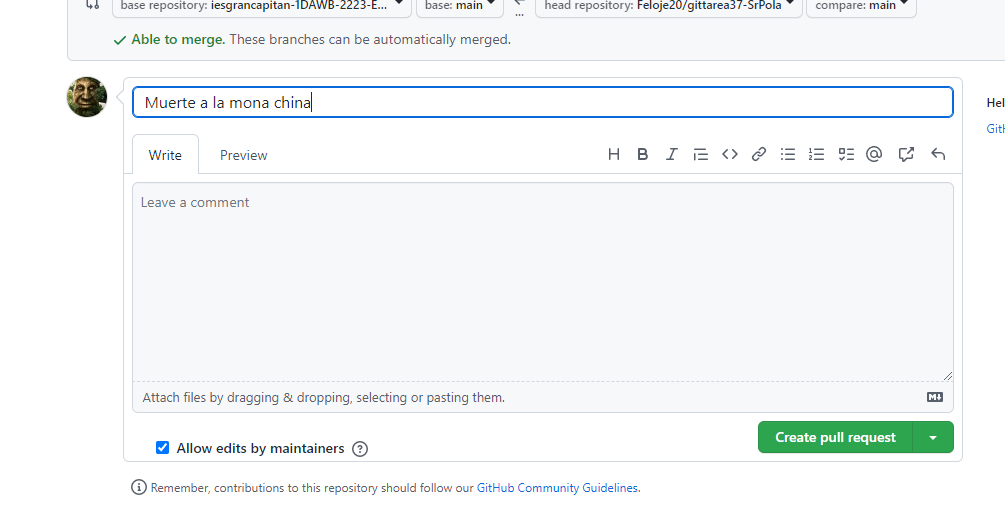 base repository: iesgrancapitan-1DAWB-2223-E... base: main ... head repository: Feloje20/gittarea37-SrPola compare: main
Able to merge. These branches can be automatically merged.
Muerte a la mona china
Hel
Write Preview
Git
Leave a comment
Attach files by dragging & dropping, selecting or pasting them.
Create pull request
Allow edits by maintainers
Remember, contributions to this repository should follow our GitHub Community Guidelines.